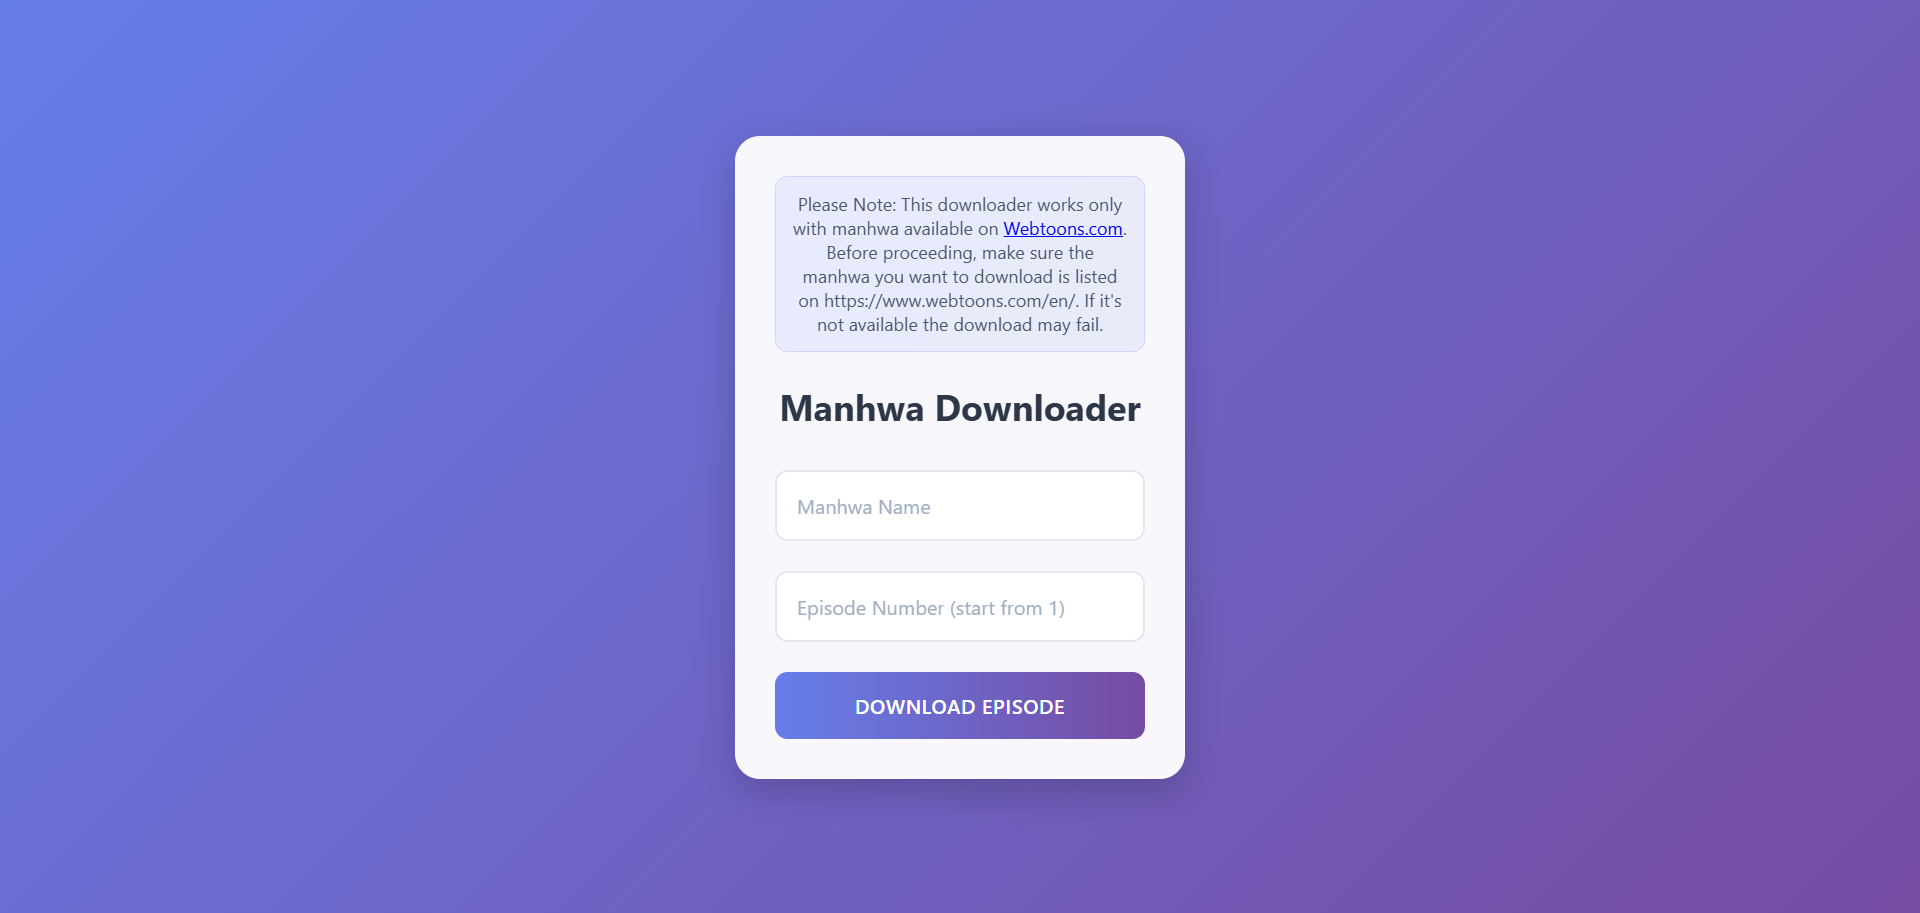 Please Note: This downloader works only
with manhwa available on Webtoons.com.
Before proceeding, make sure the
manhwa you want to download is listed
on https://www.webtoons.com/en/. If it's
not available the download may fail.
Manhwa Downloader
Manhwa Name
Episode Number (start from 1)
DOWNLOAD EPISODE